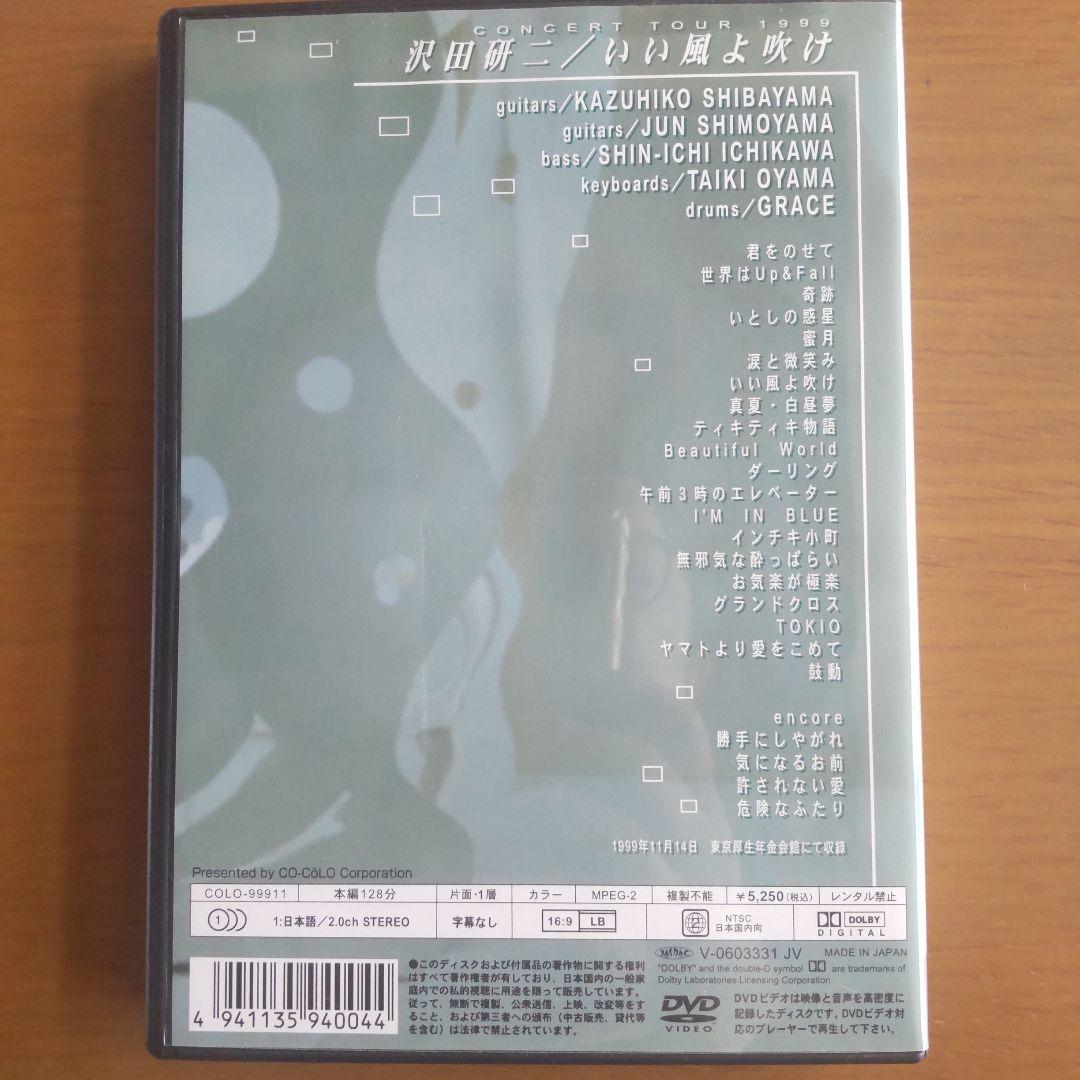 CONCERT TOUR 1999
沢田研二／いい風よ吹け
guitars／KAZUHIKO SHIBAYAMA
guitars／JUN SHIMOYAMA
bass／SHIN-ICHI ICHIKAWA
keyboards／TAIKI OYAMA
drums／GRACE
君をのせて
世界はUp&Fall
奇跡
いとしの惑星
蜜月
涙と微笑み
いい風よ吹け
真夏・白昼夢
ティキティキ物語
Beautiful World
ダーリング
午前3時のエレベーター
I'M IN BLUE
インチキ小町
無邪気な酔っぱらい
お気楽が極楽
グランドクロス
TOKIO
ヤマトより愛をこめて
鼓動
encore
勝手にしやがれ
気になるお前
許されない愛
危険なふたり
1999年11月14日 東京厚生年金会館にて収録
Presented by CO-CóLO Corporation
COLO-99911 本編128分 片面・1層 カラー MPEG-2 複製不能 ￥5,250(税込) レンタル禁止
1 1:日本語／2.0ch STEREO 字幕なし 16:9 LB 2 NTSC 日本国内向 DOLBY DIGITAL
V-0603331 JV MADE IN JAPAN
"DOLBY" and the double-D symbol are trademarks of
Dolby Laboratories Licensing Corporation
●このディスクおよび付属品の著作物に関する権利
はすべて著作権者が有しており、日本国内の一般家
庭内での私的視聴に用途を限って販売しています。
従って、無断で複製、公衆送信、上映、改変等をす
ること、および第三者への頒布（中古販売、貸代等
を含む）は法律で禁止されています。
4 941135 940044
DVD VIDEO
DVDビデオは映像と音声を高密度に
記録したディスクです。DVDビデオ対
応のプレーヤーで再生して下さい。